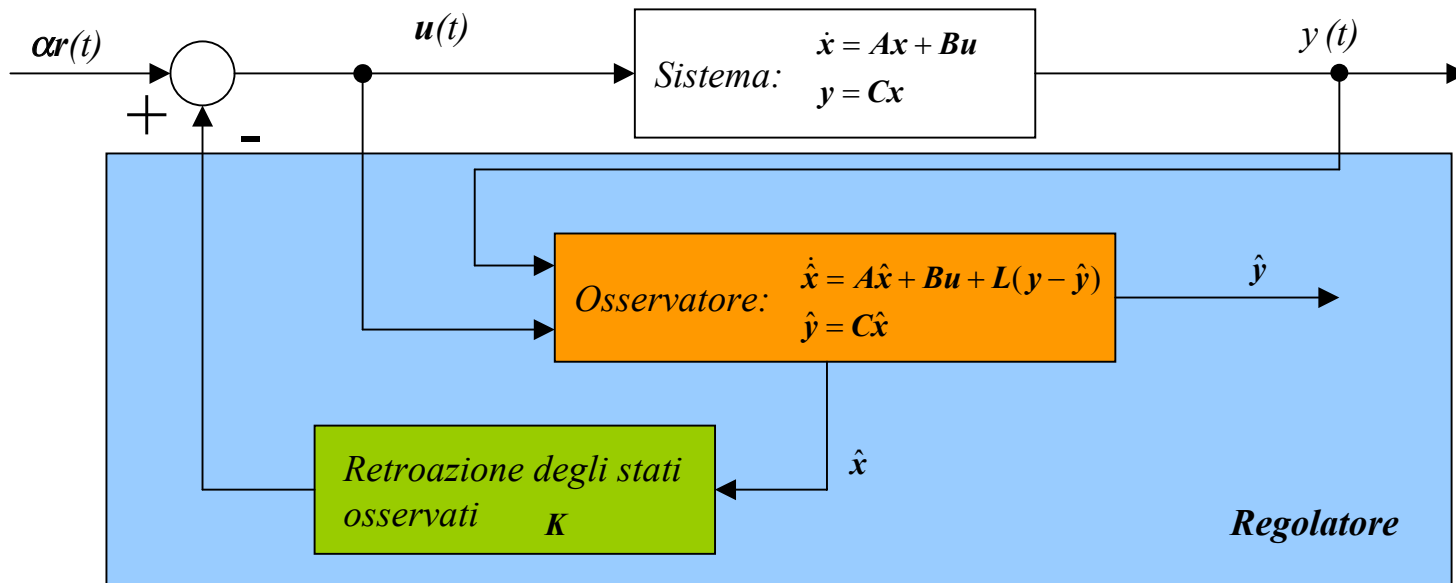 αr(t)
u(t)
y (t)
+
-
Sistema:
ẋ = Ax + Bu
y = Cx
Osservatore:
x̂̇ = Ax̂ + Bu + L(y − ŷ)
ŷ = Cx̂
ŷ
x̂
Retroazione degli stati
osservati K
Regolatore